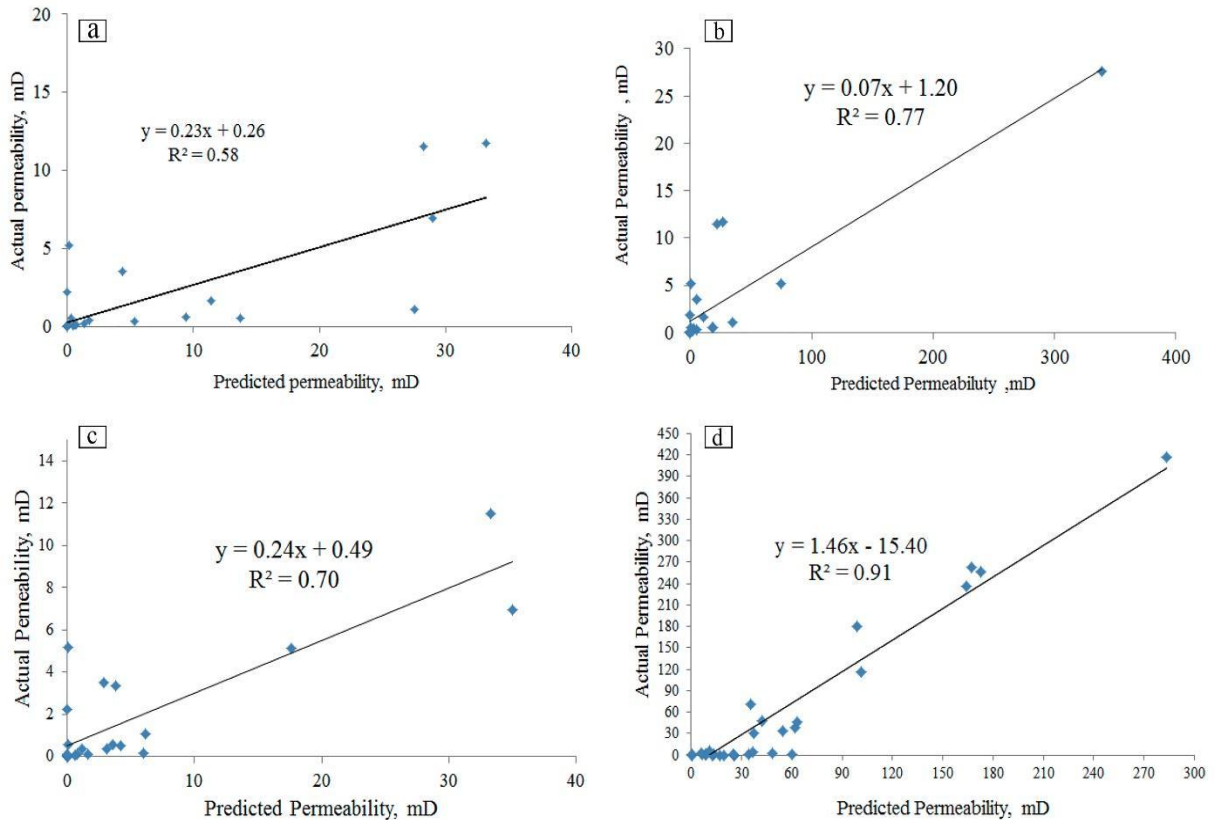 a
20
15
10
5
0
Actual permeability, mD
y = 0.23x + 0.26
R² = 0.58
0 10 20 30 40
Predicted permeability, mD
b
30
25
20
15
10
5
0
Actual Permeability , mD
y = 0.07x + 1.20
R² = 0.77
0 100 200 300 400
Predicted Permeabiluty ,mD
c
14
12
10
8
6
4
2
0
Actual Pemeability, mD
y = 0.24x + 0.49
R² = 0.70
0 10 20 30 40
Predicted Permeability, mD
d
450
420
390
360
330
300
270
240
210
180
150
120
90
60
30
0
Actual Permeability, mD
y = 1.46x - 15.40
R² = 0.91
0 30 60 90 120 150 180 210 240 270 300
Predicted Permeability, mD